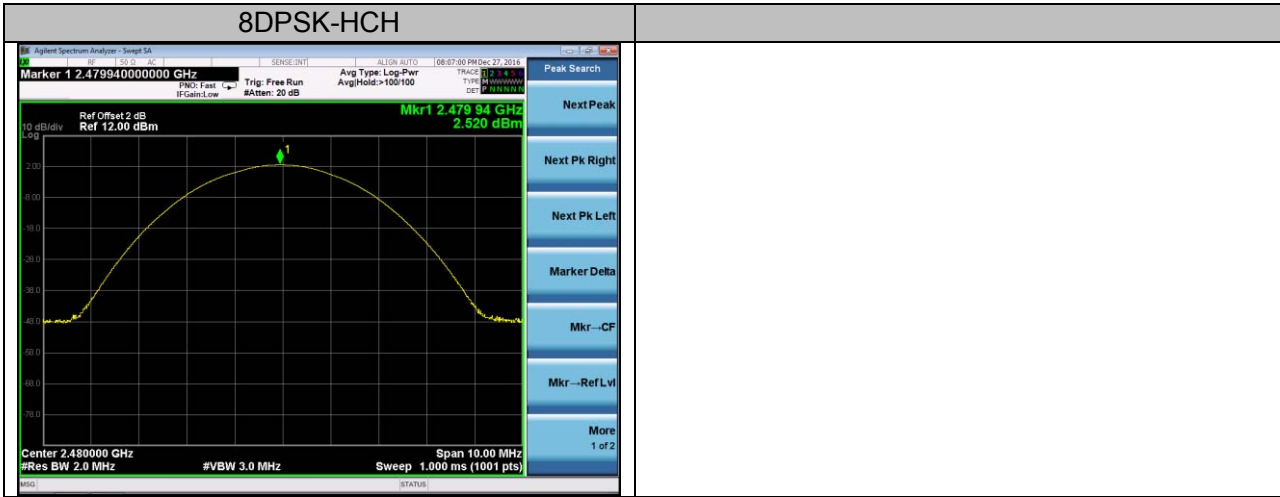 8DPSK-HCH
Agilent Spectrum Analyzer - Swept SA
RF 50 Ω AC SENSE:INT ALIGN AUTO 08:07:00 PM Dec 27, 2016
Marker 1 2.479940000000 GHz
PNO: Fast
IFGain:Low
Trig: Free Run
#Atten: 20 dB
Avg Type: Log-Pwr
Avg|Hold:>100/100
TRACE 1 2 3 4 5 6
TYPE M W W W W W
DET P N N N N N
Peak Search
Mkr1 2.479 94 GHz
2.520 dBm
Ref Offset 2 dB
10 dB/div Ref 12.00 dBm
Log
1
2.00
-8.00
-18.0
-28.0
-38.0
-48.0
-58.0
-68.0
-78.0
Center 2.480000 GHz Span 10.00 MHz
#Res BW 2.0 MHz #VBW 3.0 MHz Sweep 1.000 ms (1001 pts)
MSG STATUS
Next Peak
Next Pk Right
Next Pk Left
Marker Delta
Mkr→CF
Mkr→Ref Lvl
More
1 of 2